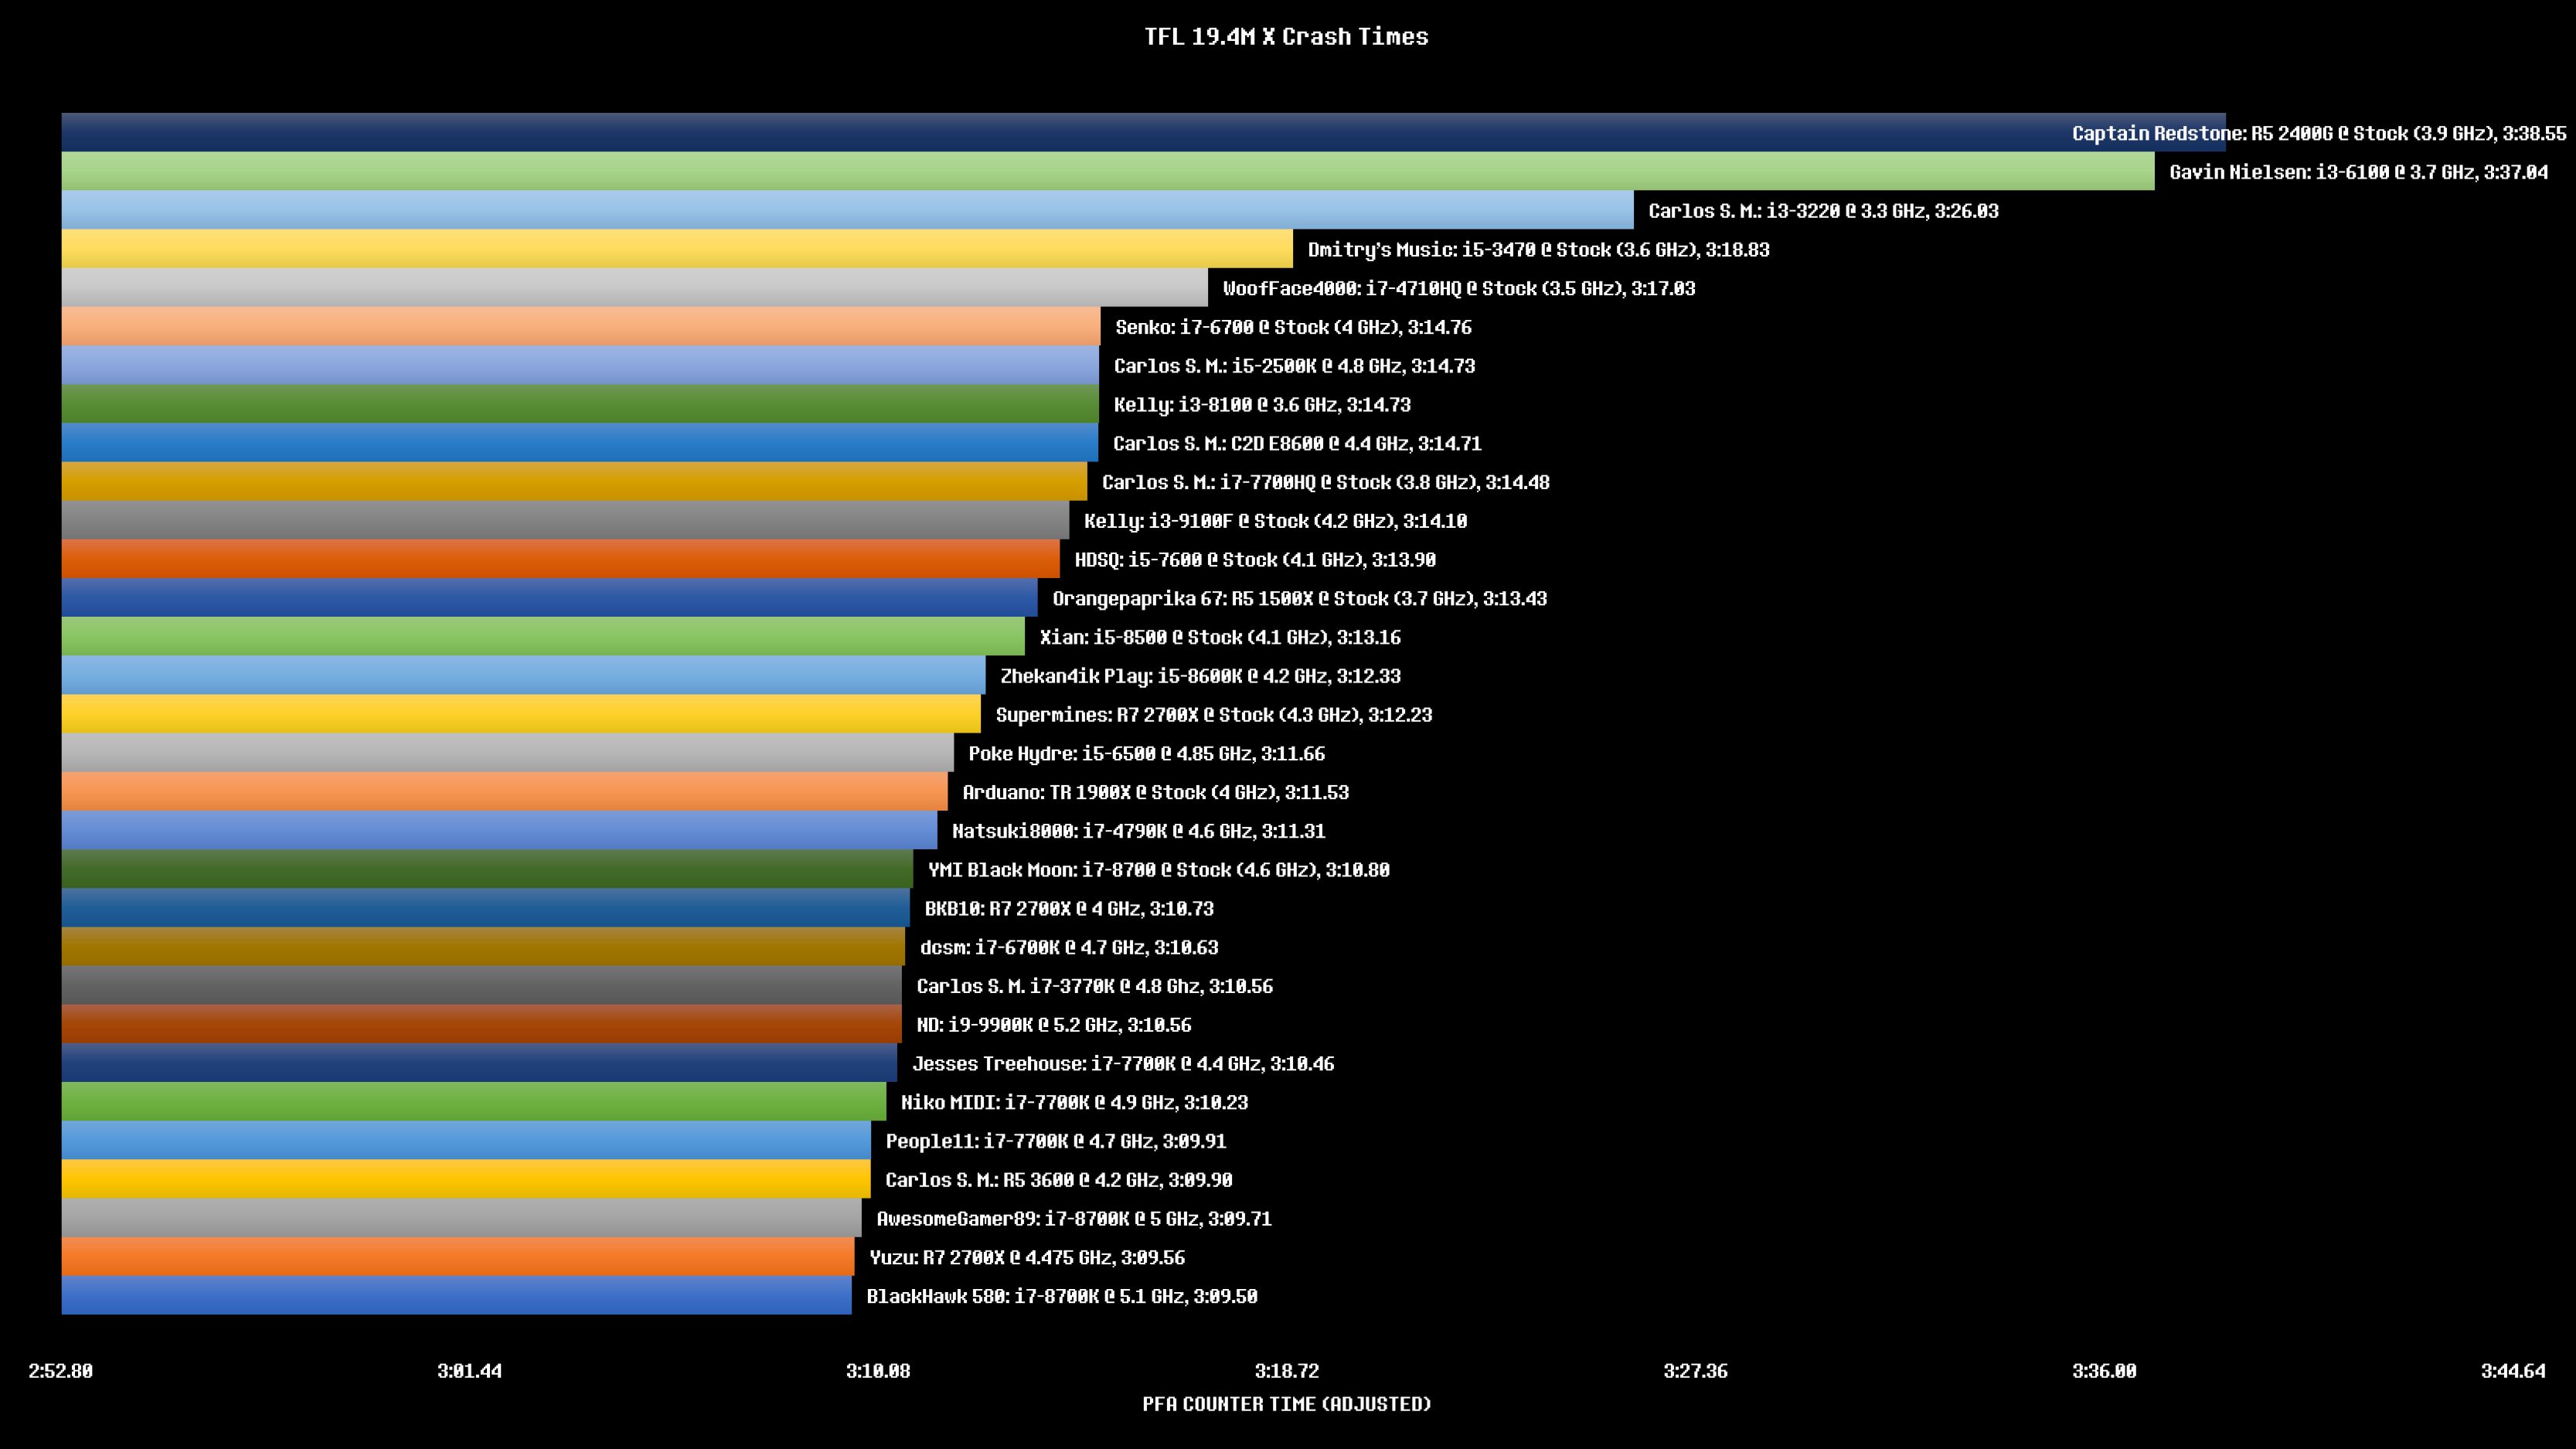 TFL 19.4M X Crash Times
Captain Redstone: R5 2400G @ Stock (3.9 GHz), 3:38.55
Gavin Nielsen: i3-6100 @ 3.7 GHz, 3:37.04
Carlos S. M.: i3-3220 @ 3.3 GHz, 3:26.03
Dmitry's Music: i5-3470 @ Stock (3.6 GHz), 3:18.83
WoofFace4000: i7-4710HQ @ Stock (3.5 GHz), 3:17.03
Senko: i7-6700 @ Stock (4 GHz), 3:14.76
Carlos S. M.: i5-2500K @ 4.8 GHz, 3:14.73
Kelly: i3-8100 @ 3.6 GHz, 3:14.73
Carlos S. M.: C2D E8600 @ 4.4 GHz, 3:14.71
Carlos S. M.: i7-7700HQ @ Stock (3.8 GHz), 3:14.48
Kelly: i3-9100F @ Stock (4.2 GHz), 3:14.10
HDSQ: i5-7600 @ Stock (4.1 GHz), 3:13.90
Orangepaprika 67: R5 1500X @ Stock (3.7 GHz), 3:13.43
Xian: i5-8500 @ Stock (4.1 GHz), 3:13.16
Zhekan4ik Play: i5-8600K @ 4.2 GHz, 3:12.33
Supermines: R7 2700X @ Stock (4.3 GHz), 3:12.23
Poke Hydre: i5-6500 @ 4.85 GHz, 3:11.66
Arduano: TR 1900X @ Stock (4 GHz), 3:11.53
Natsuki8000: i7-4790K @ 4.6 GHz, 3:11.31
YMI Black Moon: i7-8700 @ Stock (4.6 GHz), 3:10.80
BKB10: R7 2700X @ 4 GHz, 3:10.73
dcsm: i7-6700K @ 4.7 GHz, 3:10.63
Carlos S. M. i7-3770K @ 4.8 Ghz, 3:10.56
ND: i9-9900K @ 5.2 GHz, 3:10.56
Jesses Treehouse: i7-7700K @ 4.4 GHz, 3:10.46
Niko MIDI: i7-7700K @ 4.9 GHz, 3:10.23
People11: i7-7700K @ 4.7 GHz, 3:09.91
Carlos S. M.: R5 3600 @ 4.2 GHz, 3:09.90
AwesomeGamer89: i7-8700K @ 5 GHz, 3:09.71
Yuzu: R7 2700X @ 4.475 GHz, 3:09.56
BlackHawk 580: i7-8700K @ 5.1 GHz, 3:09.50
2:52.80 3:01.44 3:10.08 3:18.72 3:27.36 3:36.00 3:44.64
PFA COUNTER TIME (ADJUSTED)